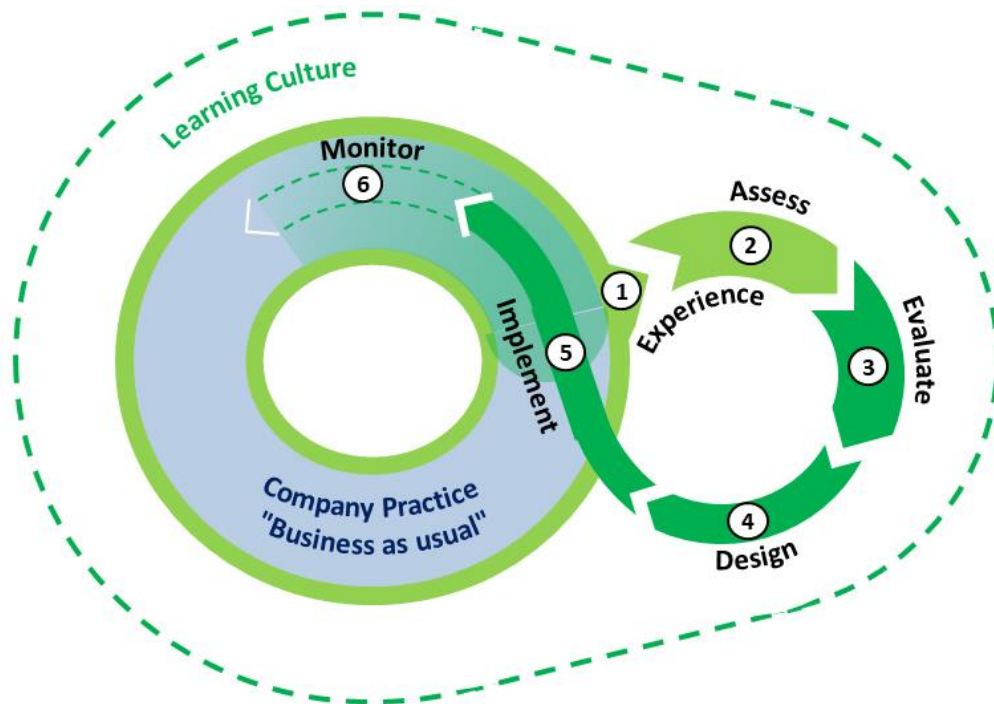 Learning Culture
Monitor
6
Assess
2
1
Experience
Evaluate
3
Implement
5
4
Design
Company Practice
"Business as usual"